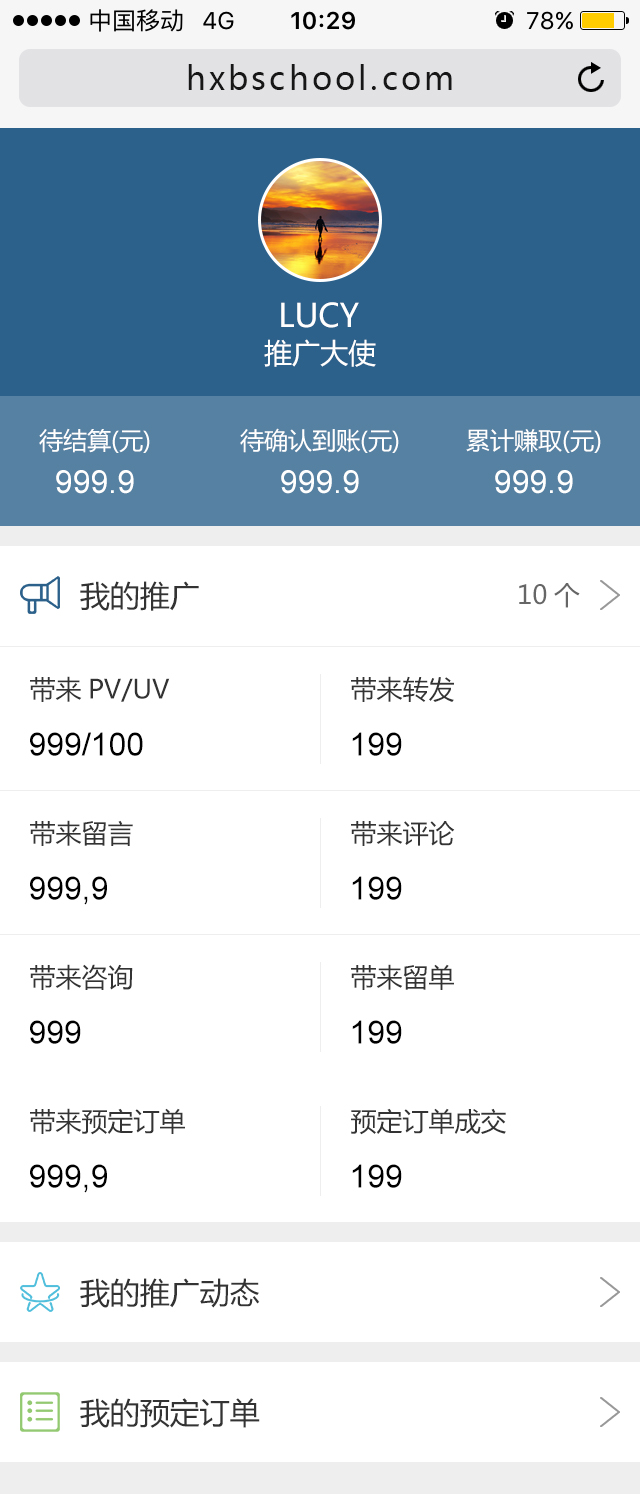 中国移动 4G 10:29 78%
hxbschool.com
LUCY
推广大使
待结算(元) 待确认到账(元) 累计赚取(元)
999.9 999.9 999.9
我的推广 10 个
带来 PV/UV 带来转发
999/100 199
带来留言 带来评论
999,9 199
带来咨询 带来留单
999 199
带来预定订单 预定订单成交
999,9 199
我的推广动态
我的预定订单